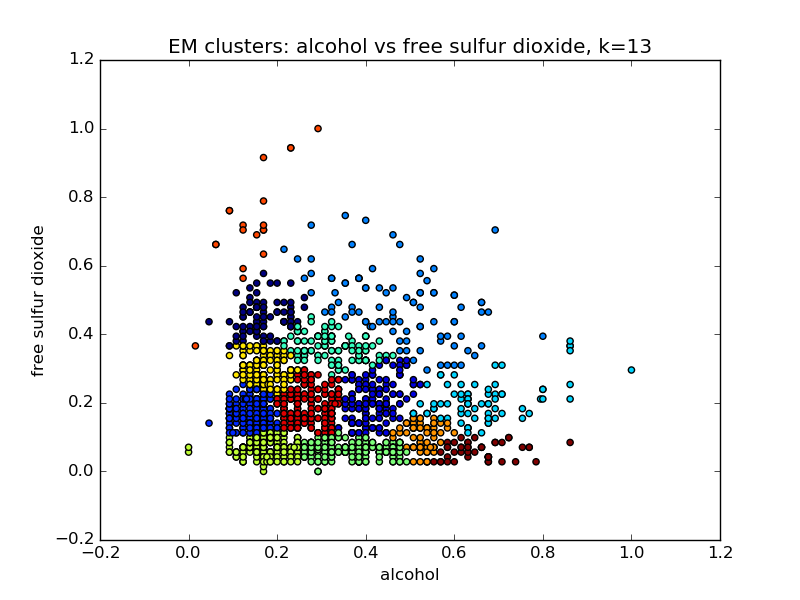 EM clusters: alcohol vs free sulfur dioxide, k=13
1.2
1.0
0.8
0.6
0.4
0.2
0.0
−0.2
free sulfur dioxide
−0.2 0.0 0.2 0.4 0.6 0.8 1.0 1.2
alcohol